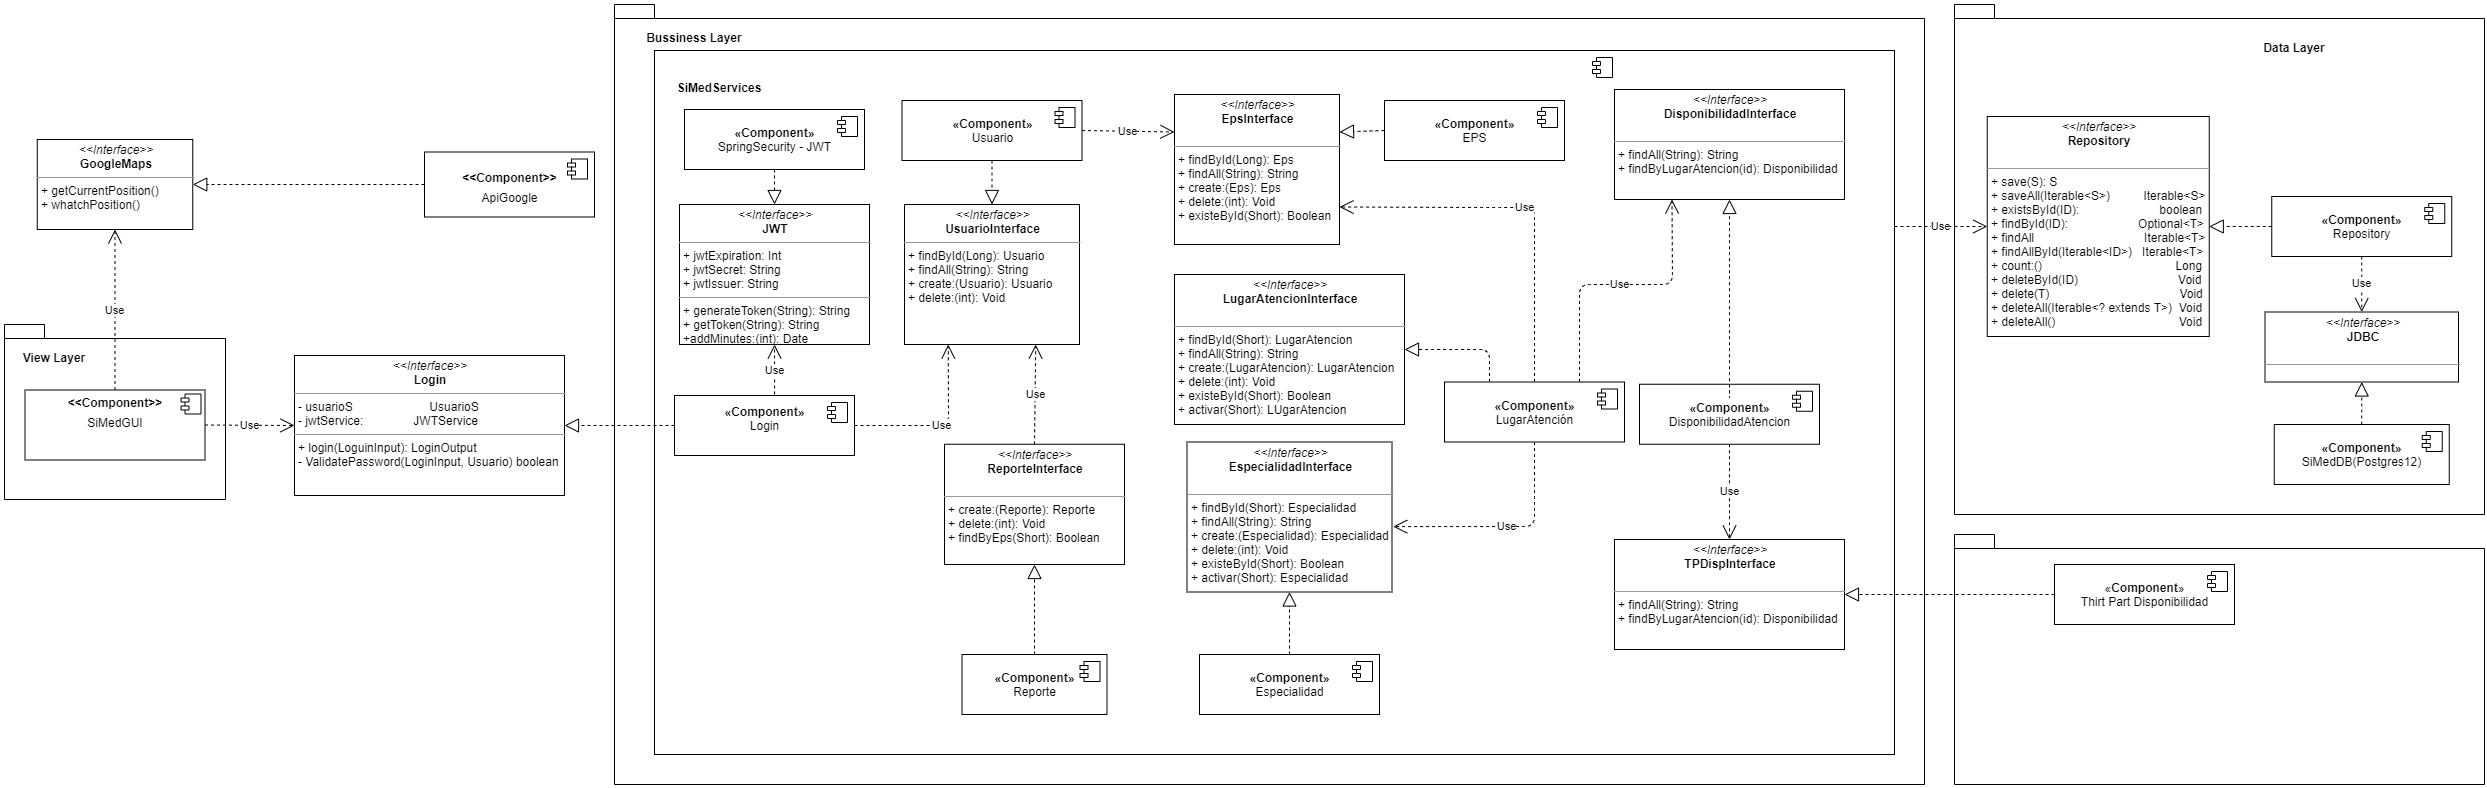 <<Interface>>
GoogleMaps
+ getCurrentPosition()
+ whatchPosition()
<<Component>>
ApiGoogle
Use
View Layer
<<Component>>
SiMedGUI
Use
<<Interface>>
Login
- usuarioS UsuarioS
- jwtService: JWTService
+ login(LoguinInput): LoginOutput
- ValidatePassword(LoginInput, Usuario) boolean
Bussiness Layer
SiMedServices
«Component»
SpringSecurity - JWT
<<Interface>>
JWT
+ jwtExpiration: Int
+ jwtSecret: String
+ jwtIssuer: String
+ generateToken(String): String
+ getToken(String): String
+addMinutes:(int): Date
Use
«Component»
Login
Use
«Component»
Usuario
Use
<<Interface>>
UsuarioInterface
+ findById(Long): Usuario
+ findAll(String): String
+ create:(Usuario): Usuario
+ delete:(int): Void
Use
<<Interface>>
ReporteInterface
+ create:(Reporte): Reporte
+ delete:(int): Void
+ findByEps(Short): Boolean
«Component»
Reporte
<<Interface>>
EpsInterface
+ findById(Long): Eps
+ findAll(String): String
+ create:(Eps): Eps
+ delete:(int): Void
+ existeById(Short): Boolean
«Component»
EPS
Use
<<Interface>>
LugarAtencionInterface
+ findById(Short): LugarAtencion
+ findAll(String): String
+ create:(LugarAtencion): LugarAtencion
+ delete:(int): Void
+ existeById(Short): Boolean
+ activar(Short): LUgarAtencion
<<Interface>>
EspecialidadInterface
+ findById(Short): Especialidad
+ findAll(String): String
+ create:(Especialidad): Especialidad
+ delete:(int): Void
+ existeById(Short): Boolean
+ activar(Short): Especialidad
«Component»
Especialidad
«Component»
LugarAtención
Use
Use
<<Interface>>
DisponibilidadInterface
+ findAll(String): String
+ findByLugarAtencion(id): Disponibilidad
«Component»
DisponibilidadAtencion
Use
<<Interface>>
TPDispInterface
+ findAll(String): String
+ findByLugarAtencion(id): Disponibilidad
Use
Data Layer
<<Interface>>
Repository
+ save(S): S
+ saveAll(Iterable<S>) Iterable<S>
+ existsById(ID): boolean
+ findById(ID): Optional<T>
+ findAll Iterable<T>
+ findAllById(Iterable<ID>) Iterable<T>
+ count:() Long
+ deleteById(ID) Void
+ delete(T) Void
+ deleteAll(Iterable<? extends T>) Void
+ deleteAll() Void
«Component»
Repository
Use
<<Interface>>
JDBC
«Component»
SiMedDB(Postgres12)
«Component»
Thirt Part Disponibilidad